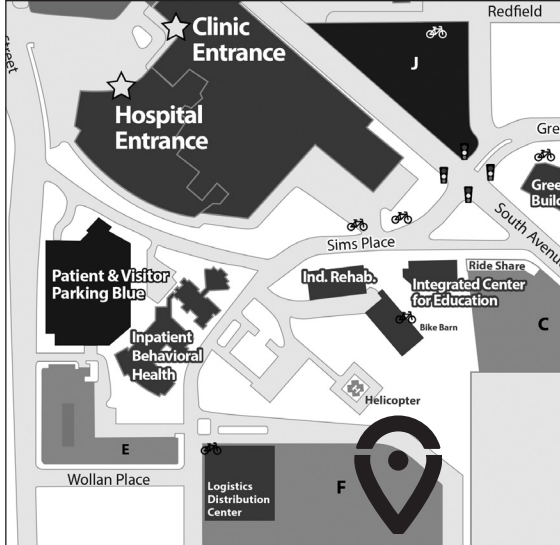 Redfield
Clinic
Entrance
J
Hospital
Entrance
South Avenu
Sims Place
Ride Share
Patient & Visitor
Parking Blue
Ind. Rehab.
Integrated Center
for Education
C
Bike Barn
Inpatient
Behavioral
Health
Helicopter
E
Wollan Place
Logistics
Distribution
Center
F